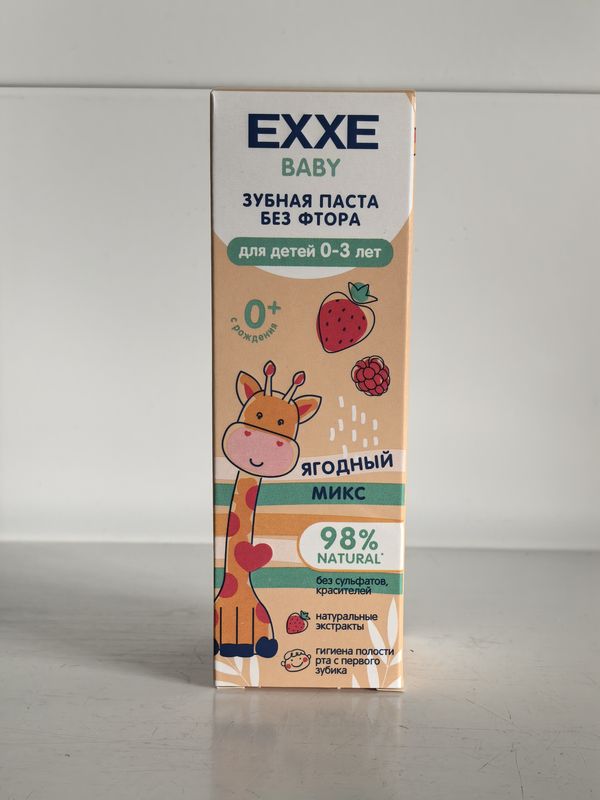 EXXE
BABY
ЗУБНАЯ ПАСТА
БЕЗ ФТОРА
для детей 0-3 лет
0+
с рождения
ЯГОДНЫЙ
МИКС
98%
NATURAL*
без сульфатов,
красителей
натуральные
экстракты
гигиена полости
рта с первого
зубика